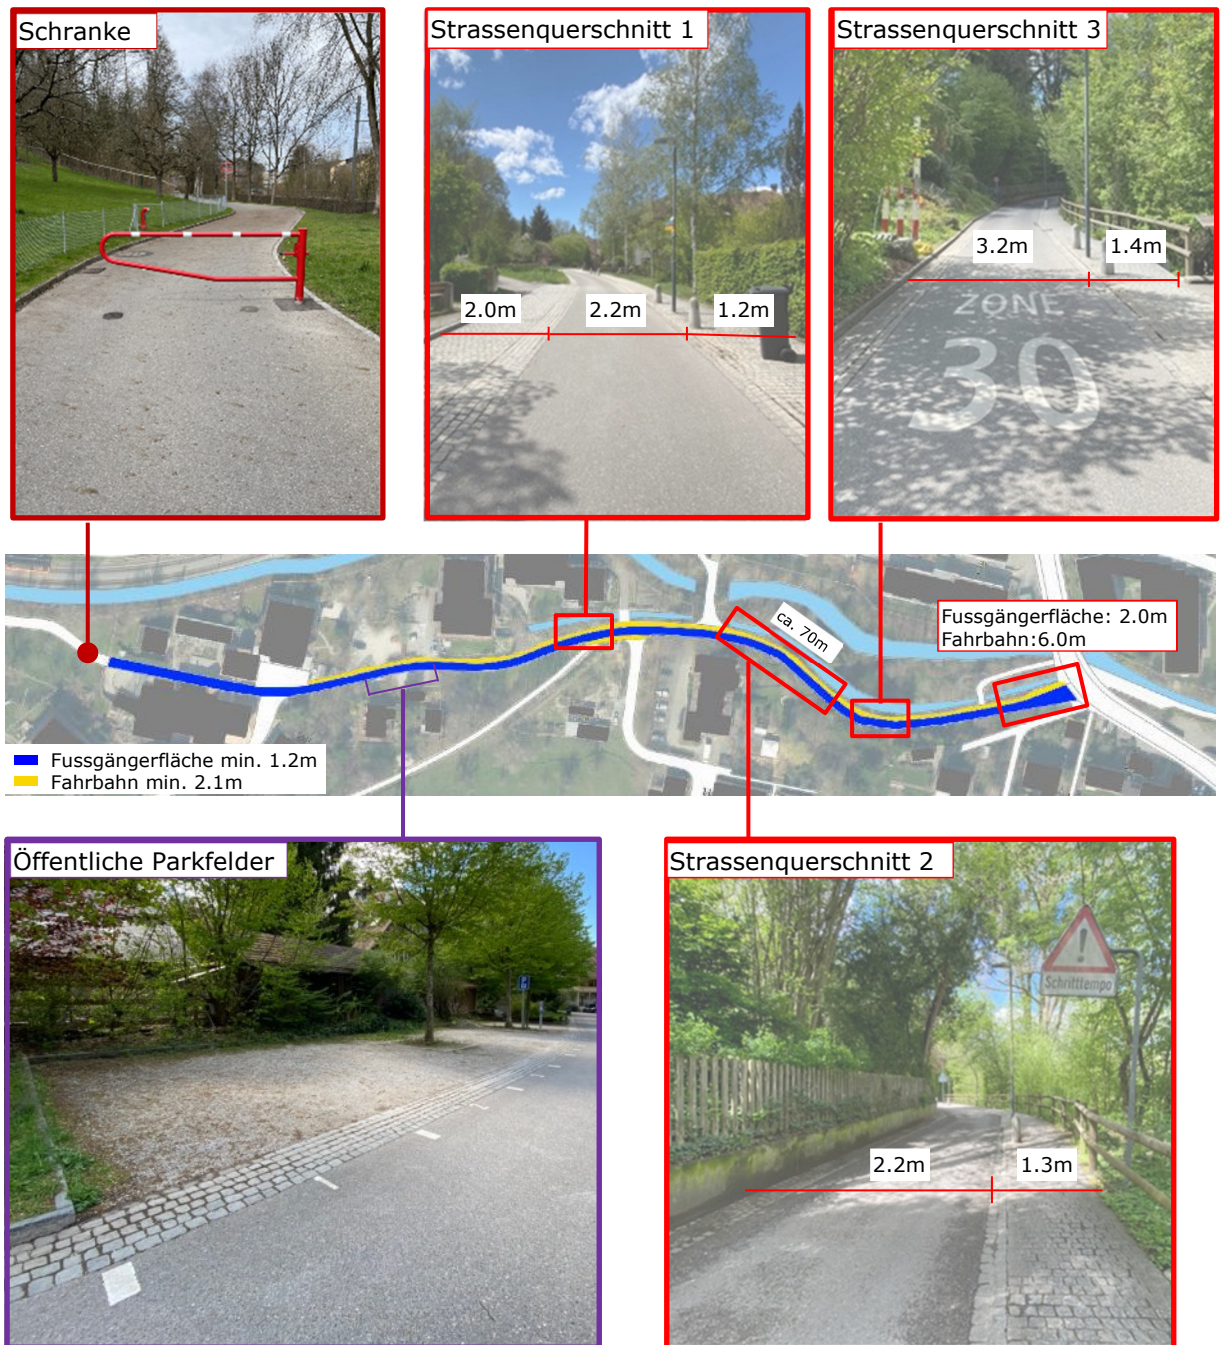 Schranke
Strassenquerschnitt 1
2.0m
2.2m
1.2m
Strassenquerschnitt 3
3.2m
1.4m
ZONE
30
ca. 70m
Fussgängerfläche: 2.0m
Fahrbahn:6.0m
Fussgängerfläche min. 1.2m
Fahrbahn min. 2.1m
Öffentliche Parkfelder
P
Strassenquerschnitt 2
!
Schrittempo
2.2m
1.3m